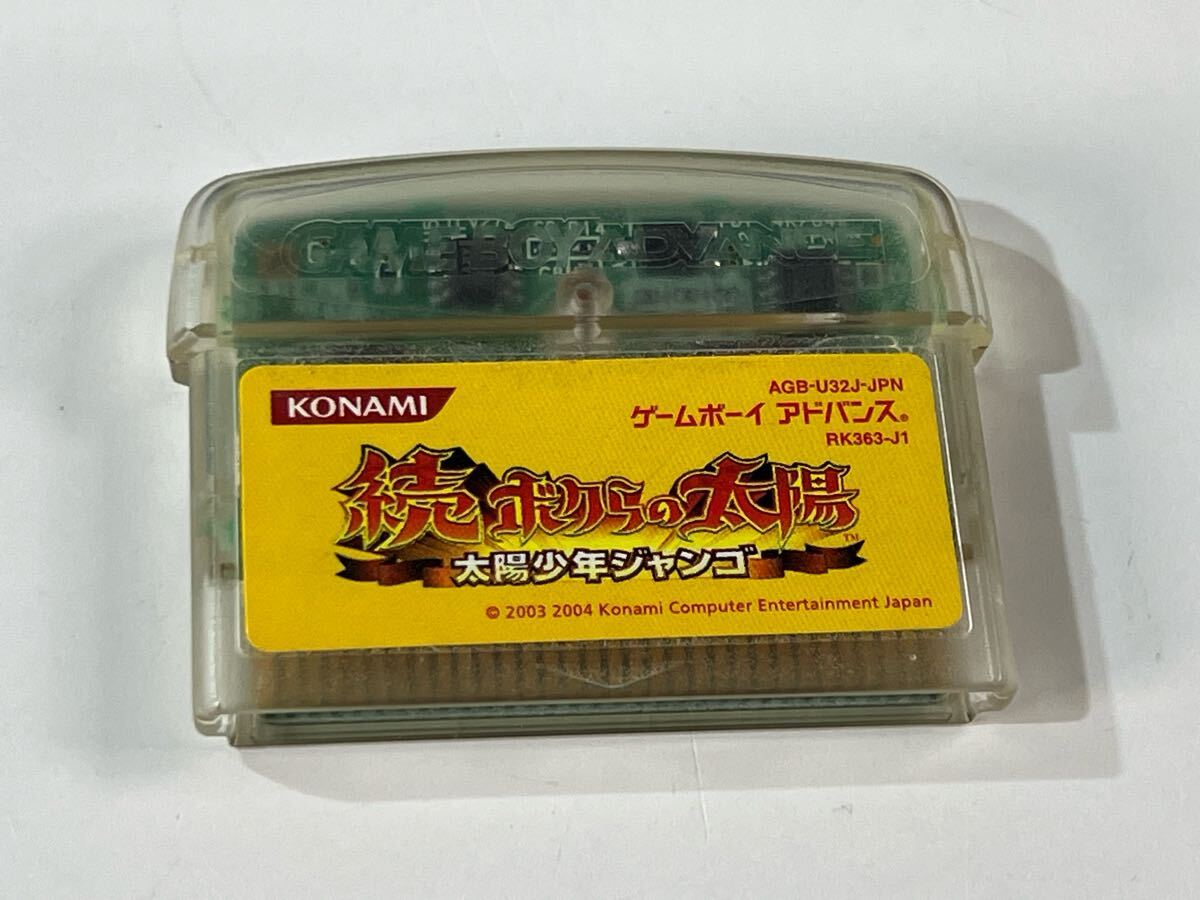 GAME BOY ADVANCE
KONAMI
AGB-U32J-JPN
ゲームボーイ アドバンス®
RK363-J1
続 ボクらの太陽 ™
太陽少年ジャンゴ
© 2003 2004 Konami Computer Entertainment Japan